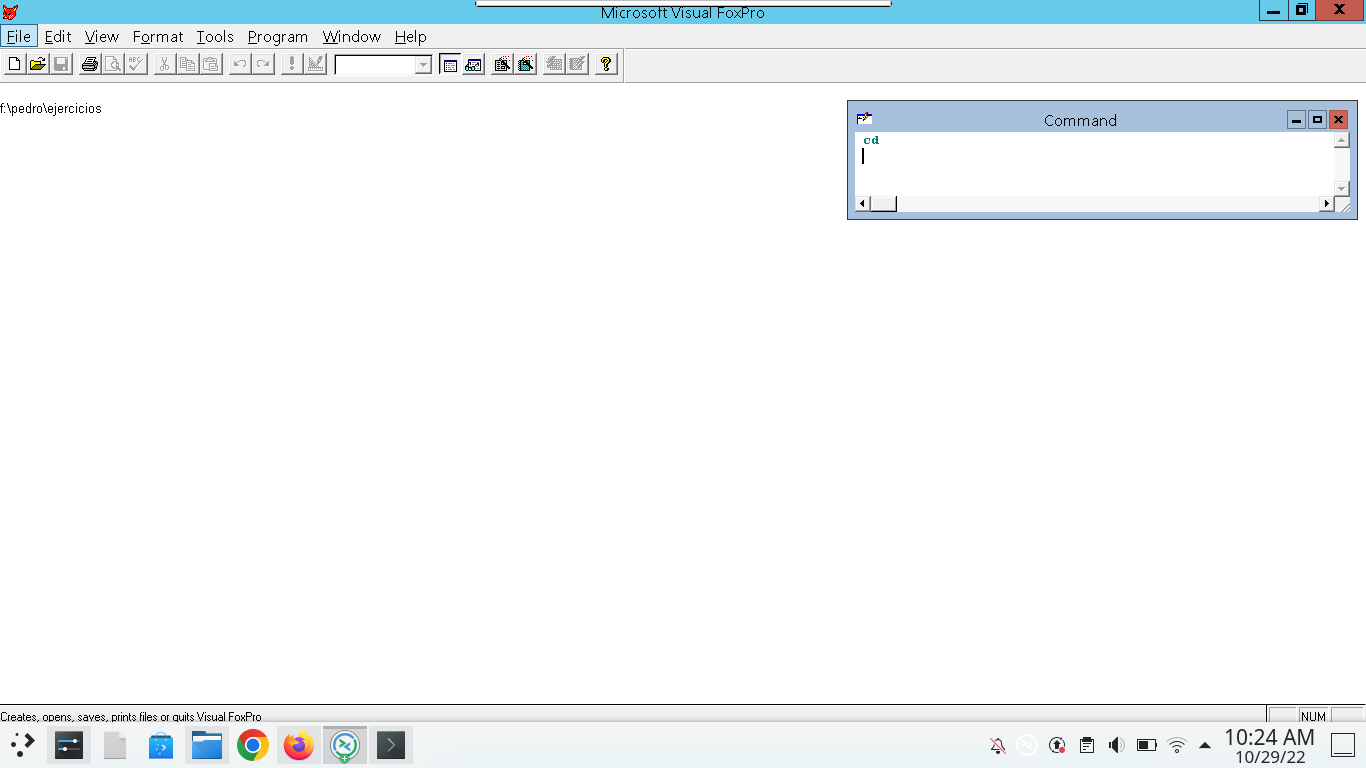 Microsoft Visual FoxPro
File Edit View Format Tools Program Window Help
ABC
f:\pedro\ejercicios
Command
cd
Creates, opens, saves, prints files or quits Visual FoxPro
NUM
10:24 AM
10/29/22